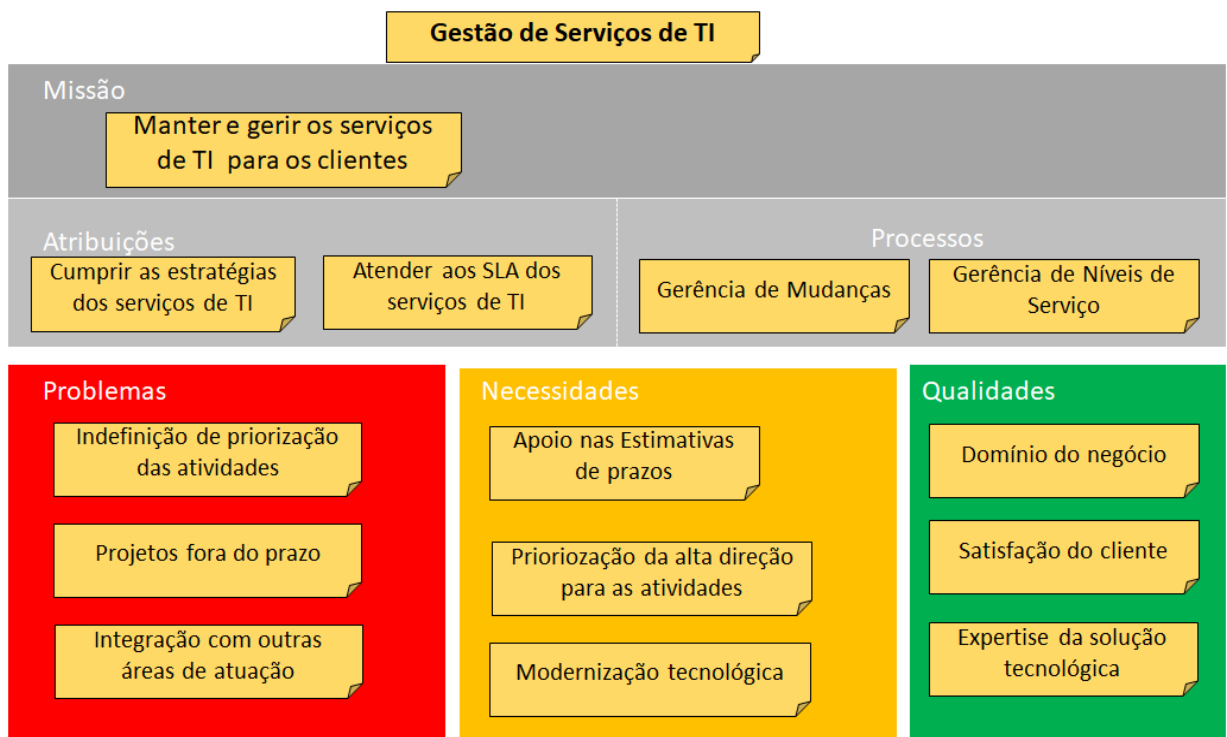 Gestão de Serviços de TI
Missão
Manter e gerir os serviços
de TI para os clientes
Atribuições
Cumprir as estratégias
dos serviços de TI
Atender aos SLA dos
serviços de TI
Processos
Gerência de Mudanças
Gerência de Níveis de
Serviço
Problemas
Indefinição de priorização
das atividades
Projetos fora do prazo
Integração com outras
áreas de atuação
Necessidades
Apoio nas Estimativas
de prazos
Prioriozação da alta direção
para as atividades
Modernização tecnológica
Qualidades
Domínio do negócio
Satisfação do cliente
Expertise da solução
tecnológica